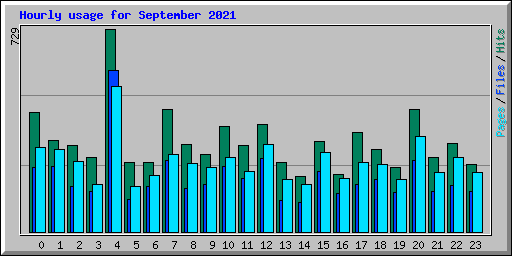 Hourly usage for September 2021
729
Pages / Files / Hits
0 1 2 3 4 5 6 7 8 9 10 11 12 13 14 15 16 17 18 19 20 21 22 23